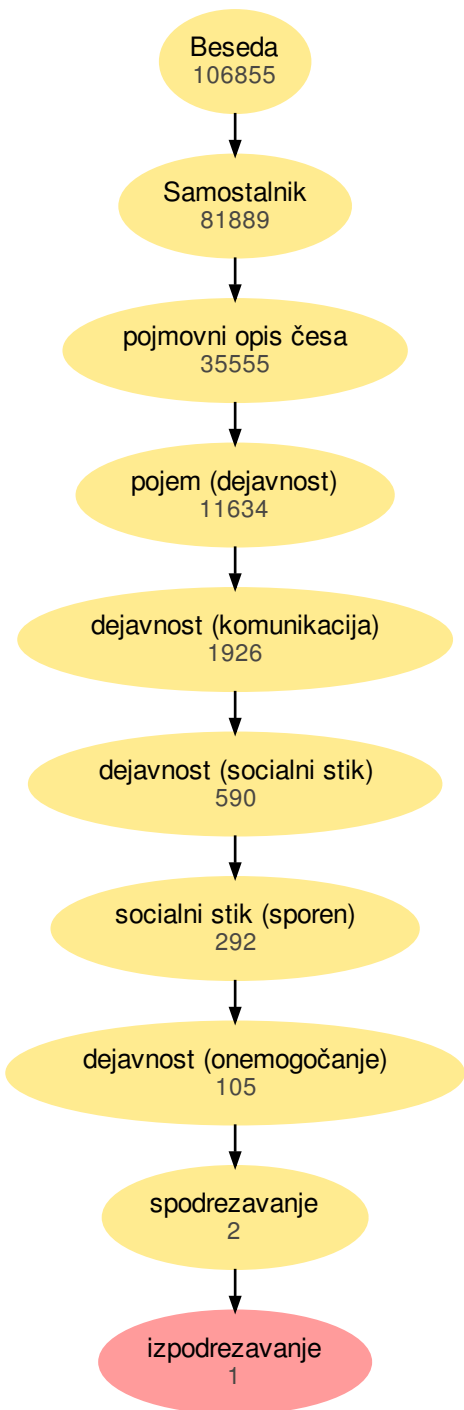 Beseda
106855
Samostalnik
81889
pojmovni opis česa
35555
pojem (dejavnost)
11634
dejavnost (komunikacija)
1926
dejavnost (socialni stik)
590
socialni stik (sporen)
292
dejavnost (onemogočanje)
105
spodrezavanje
2
izpodrezavanje
1